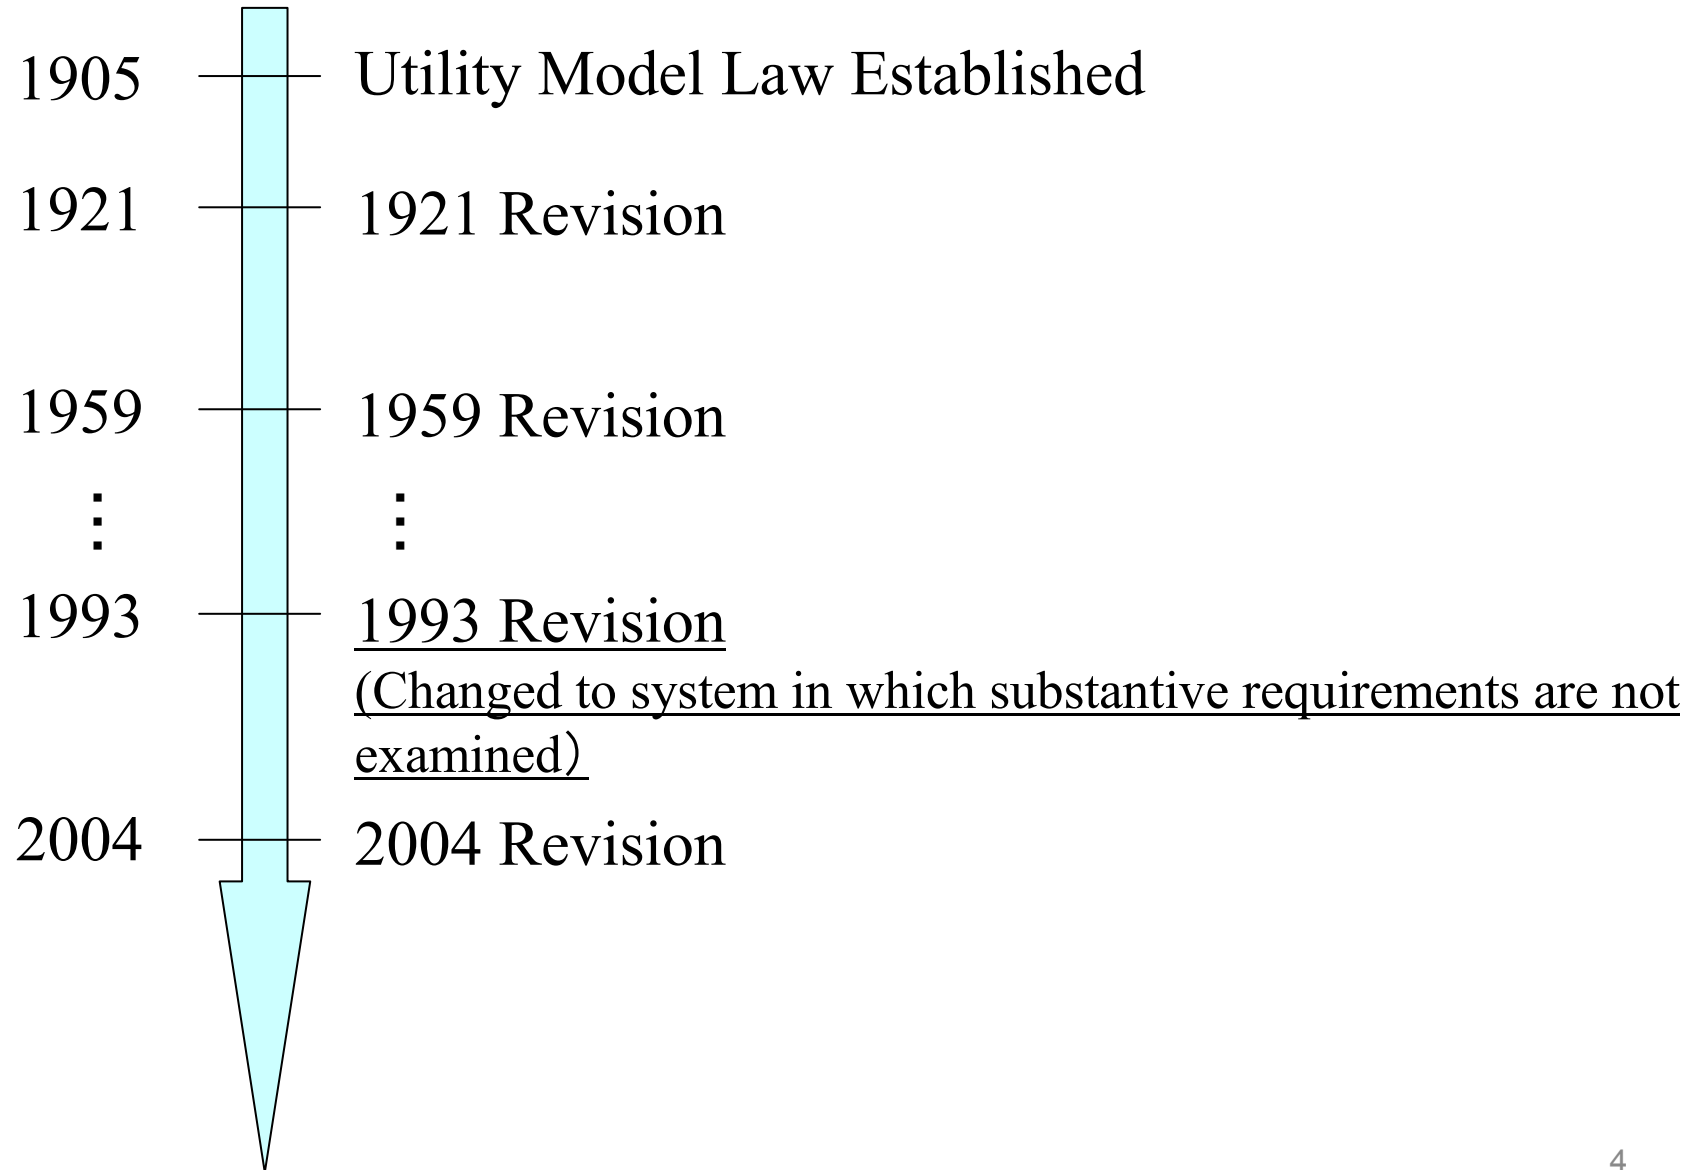 1905 Utility Model Law Established
1921 1921 Revision
1959 1959 Revision
⋮ ⋮
1993 1993 Revision
(Changed to system in which substantive requirements are not
examined）
2004 2004 Revision
4